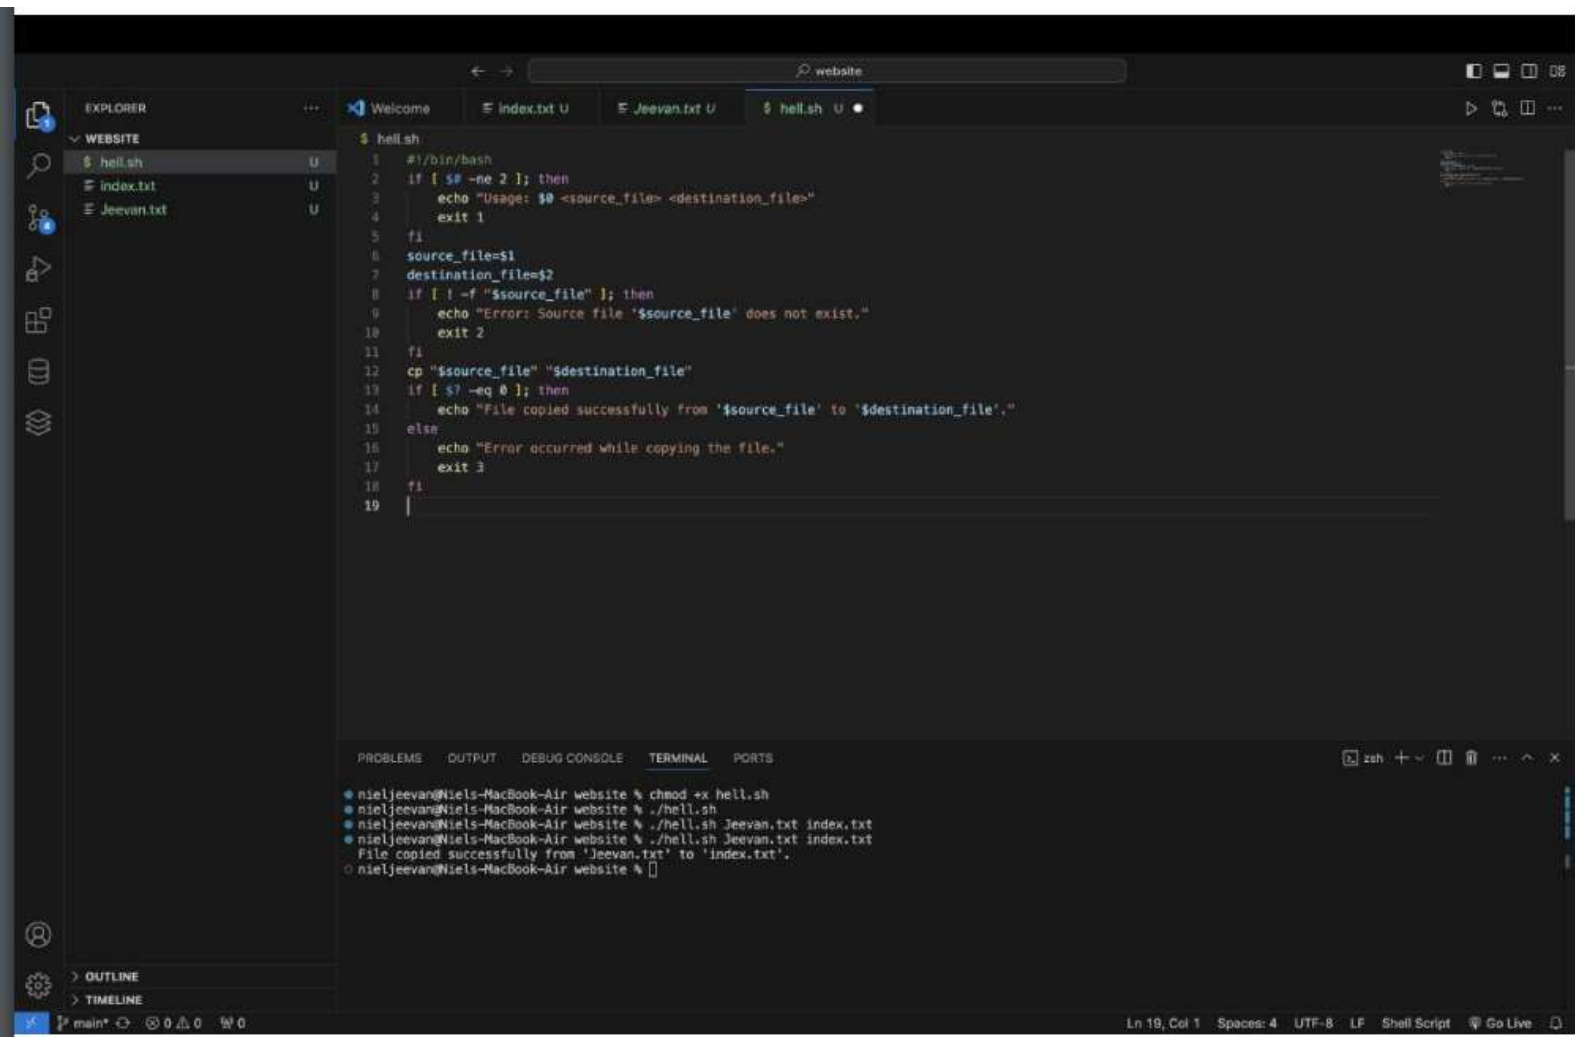 website
EXPLORER
Welcome
index.txt U
Jeevan.txt U
$ hell.sh U
WEBSITE
$ hell.sh U
index.txt U
Jeevan.txt U
$ hell.sh
1 #!/bin/bash
2 if [ $# -ne 2 ]; then
3 echo "Usage: $0 <source_file> <destination_file>"
4 exit 1
5 fi
6 source_file=$1
7 destination_file=$2
8 if [ ! -f "$source_file" ]; then
9 echo "Error: Source file '$source_file' does not exist."
10 exit 2
11 fi
12 cp "$source_file" "$destination_file"
13 if [ $? -eq 0 ]; then
14 echo "File copied successfully from '$source_file' to '$destination_file'."
15 else
16 echo "Error occurred while copying the file."
17 exit 3
18 fi
19
PROBLEMS OUTPUT DEBUG CONSOLE TERMINAL PORTS
zsh
nieljeevan@Niels-MacBook-Air website % chmod +x hell.sh
nieljeevan@Niels-MacBook-Air website % ./hell.sh
nieljeevan@Niels-MacBook-Air website % ./hell.sh Jeevan.txt index.txt
nieljeevan@Niels-MacBook-Air website % ./hell.sh Jeevan.txt index.txt
File copied successfully from 'Jeevan.txt' to 'index.txt'.
nieljeevan@Niels-MacBook-Air website %
OUTLINE
TIMELINE
main* 0 0 0
Ln 19, Col 1 Spaces: 4 UTF-8 LF Shell Script Go Live